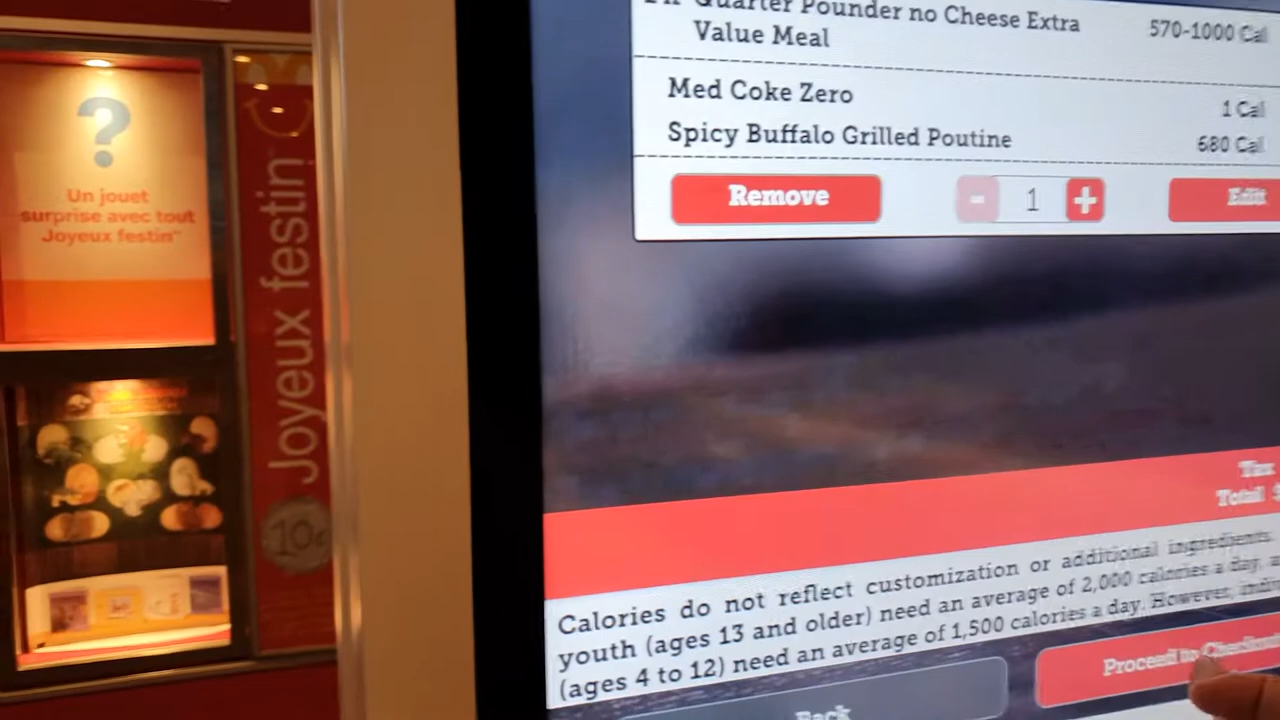 ?
Un jouet
surprise avec tout
Joyeux festin
Joyeux festin
10¢
Quarter Pounder no Cheese Extra
Value Meal
570-1000 Cal
Med Coke Zero
1 Cal
Spicy Buffalo Grilled Poutine
680 Cal
Remove
-
1
+
Edit
Tax
Total
Calories do not reflect customization or additional ingredients.
youth (ages 13 and older) need an average of 2,000 calories a day,
(ages 4 to 12) need an average of 1,500 calories a day. However,
Back
Proceed to